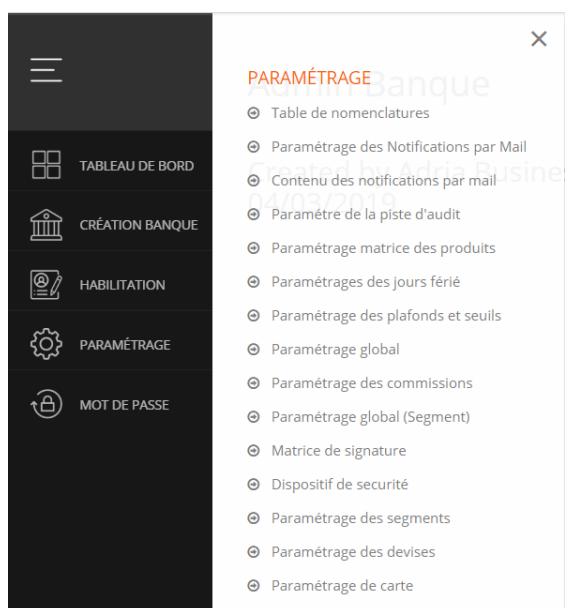 TABLEAU DE BORD
CRÉATION BANQUE
HABILITATION
PARAMÉTRAGE
MOT DE PASSE
PARAMÉTRAGE
Admin Banque
Table de nomenclatures
Paramétrage des Notifications par Mail
Created by Adria Busine
Contenu des notifications par mail
04/03/2019
Paramétre de la piste d'audit
Paramétrage matrice des produits
Paramétrages des jours férié
Paramétrage des plafonds et seuils
Paramétrage global
Paramétrage des commissions
Paramétrage global (Segment)
Matrice de signature
Dispositif de securité
Paramétrage des segments
Paramétrage des devises
Paramétrage de carte